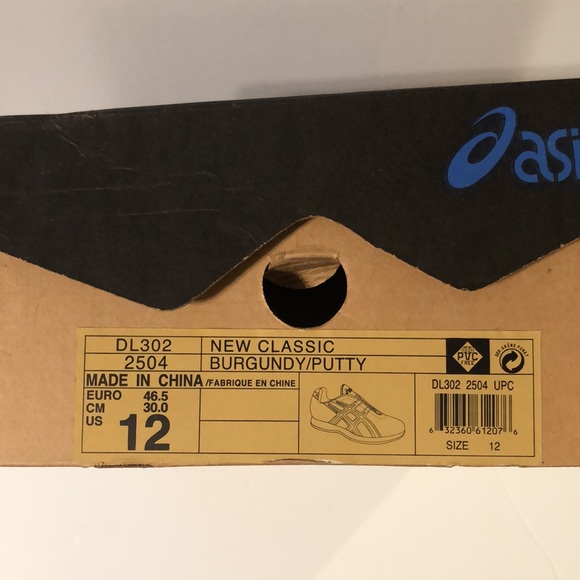 asi
DL302 NEW CLASSIC
2504 BURGUNDY/PUTTY
MADE IN CHINA/FABRIQUE EN CHINE
EURO 46.5
CM 30.0
US 12
PVC
FREE
DL302 2504 UPC
6 32360 61207 6
SIZE 12